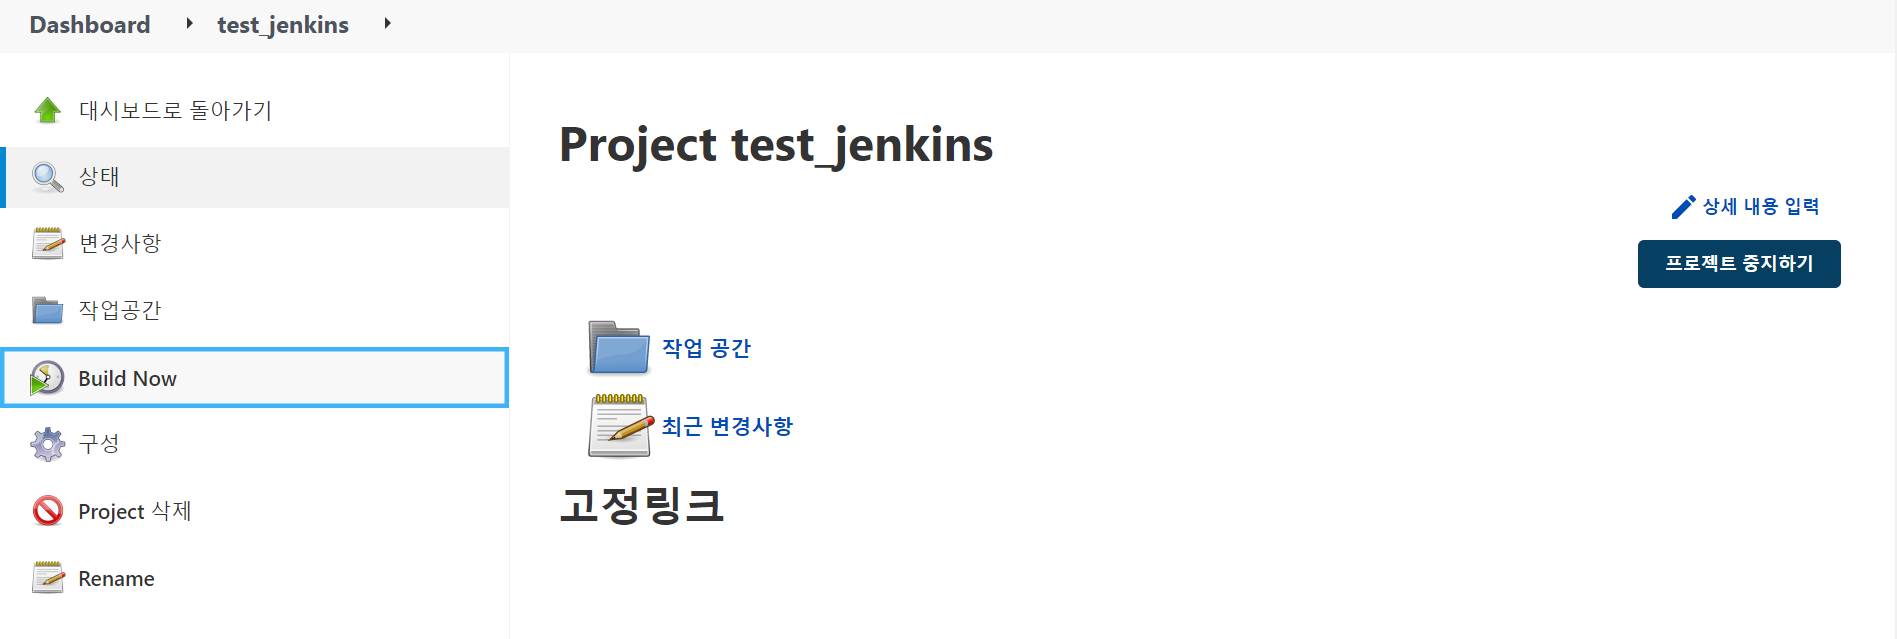 Dashboard test_jenkins
대시보드로 돌아가기
상태
변경사항
작업공간
Build Now
구성
Project 삭제
Rename
Project test_jenkins
상세 내용 입력
프로젝트 중지하기
작업 공간
최근 변경사항
고정링크